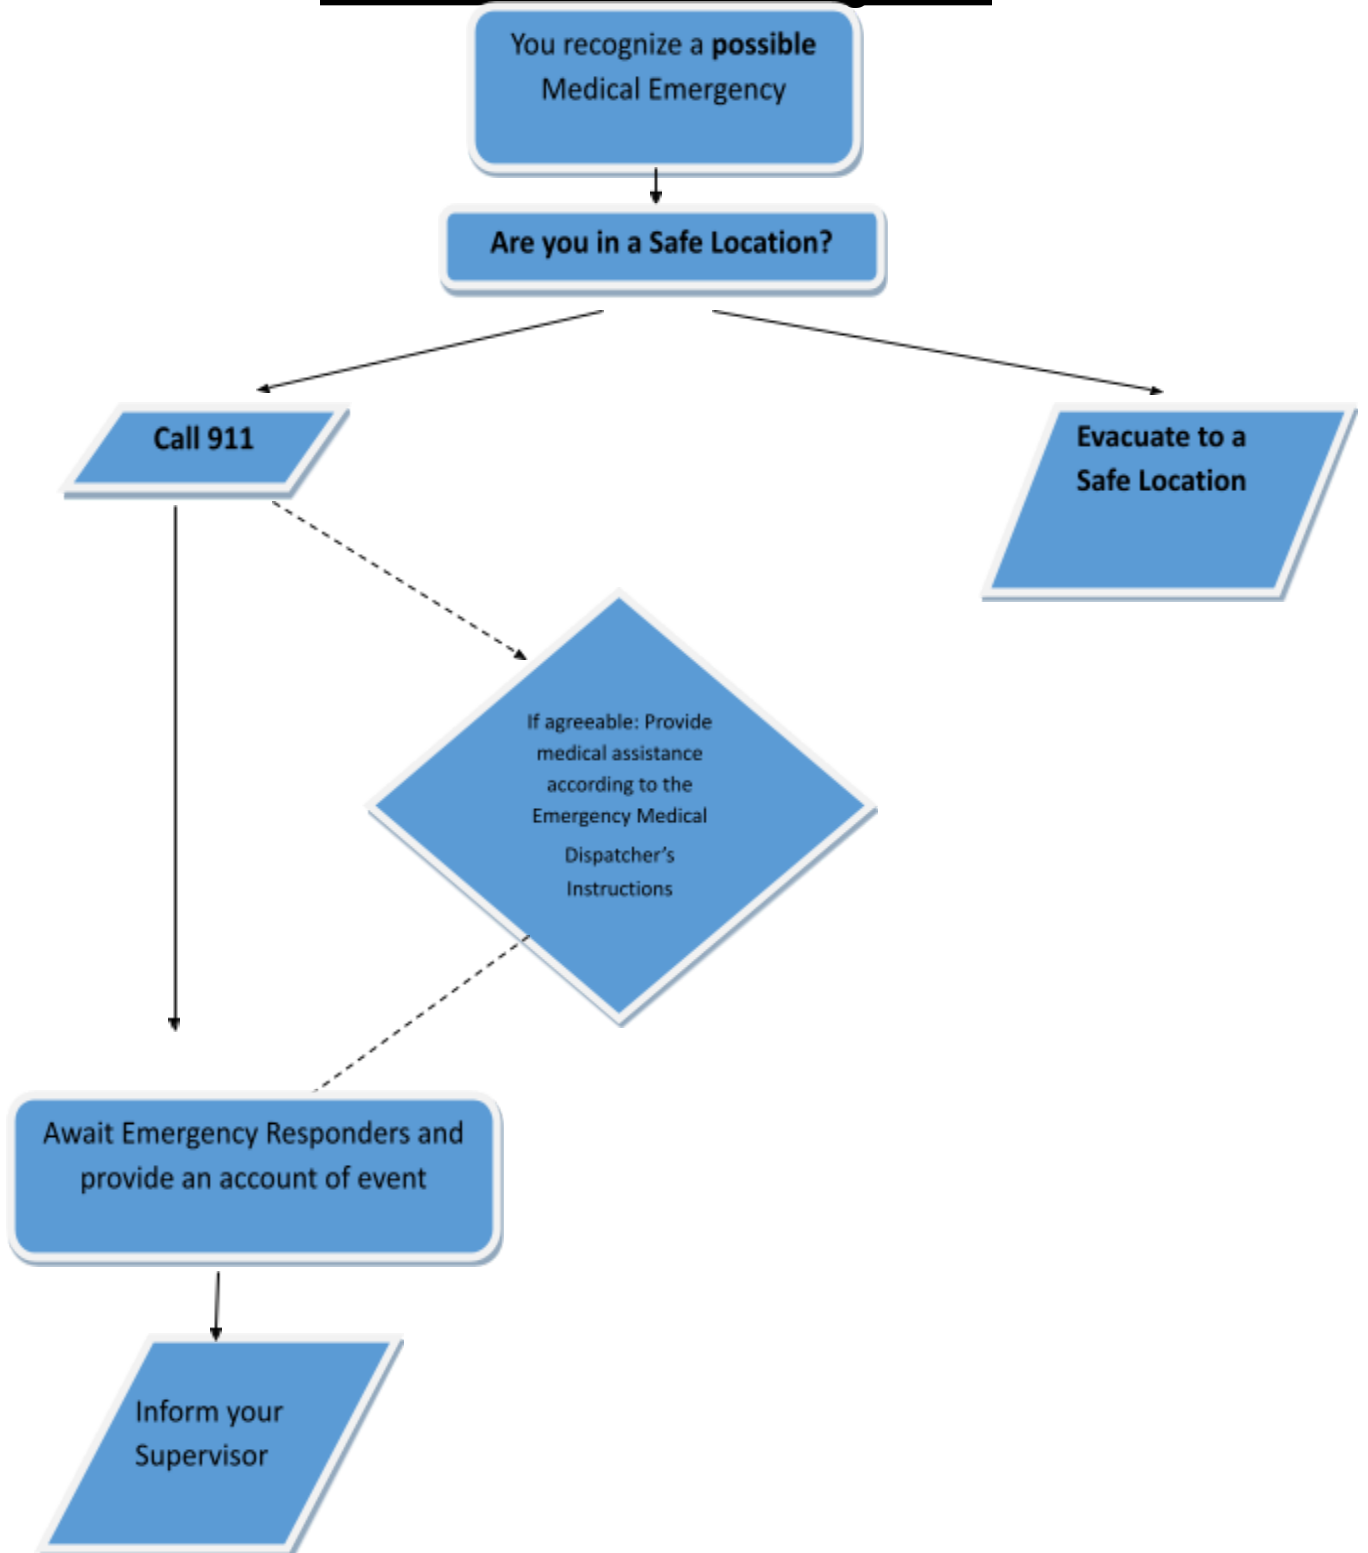 You recognize a possible
Medical Emergency
Are you in a Safe Location?
Call 911
Evacuate to a
Safe Location
If agreeable: Provide
medical assistance
according to the
Emergency Medical
Dispatcher’s
Instructions
Await Emergency Responders and
provide an account of event
Inform your
Supervisor